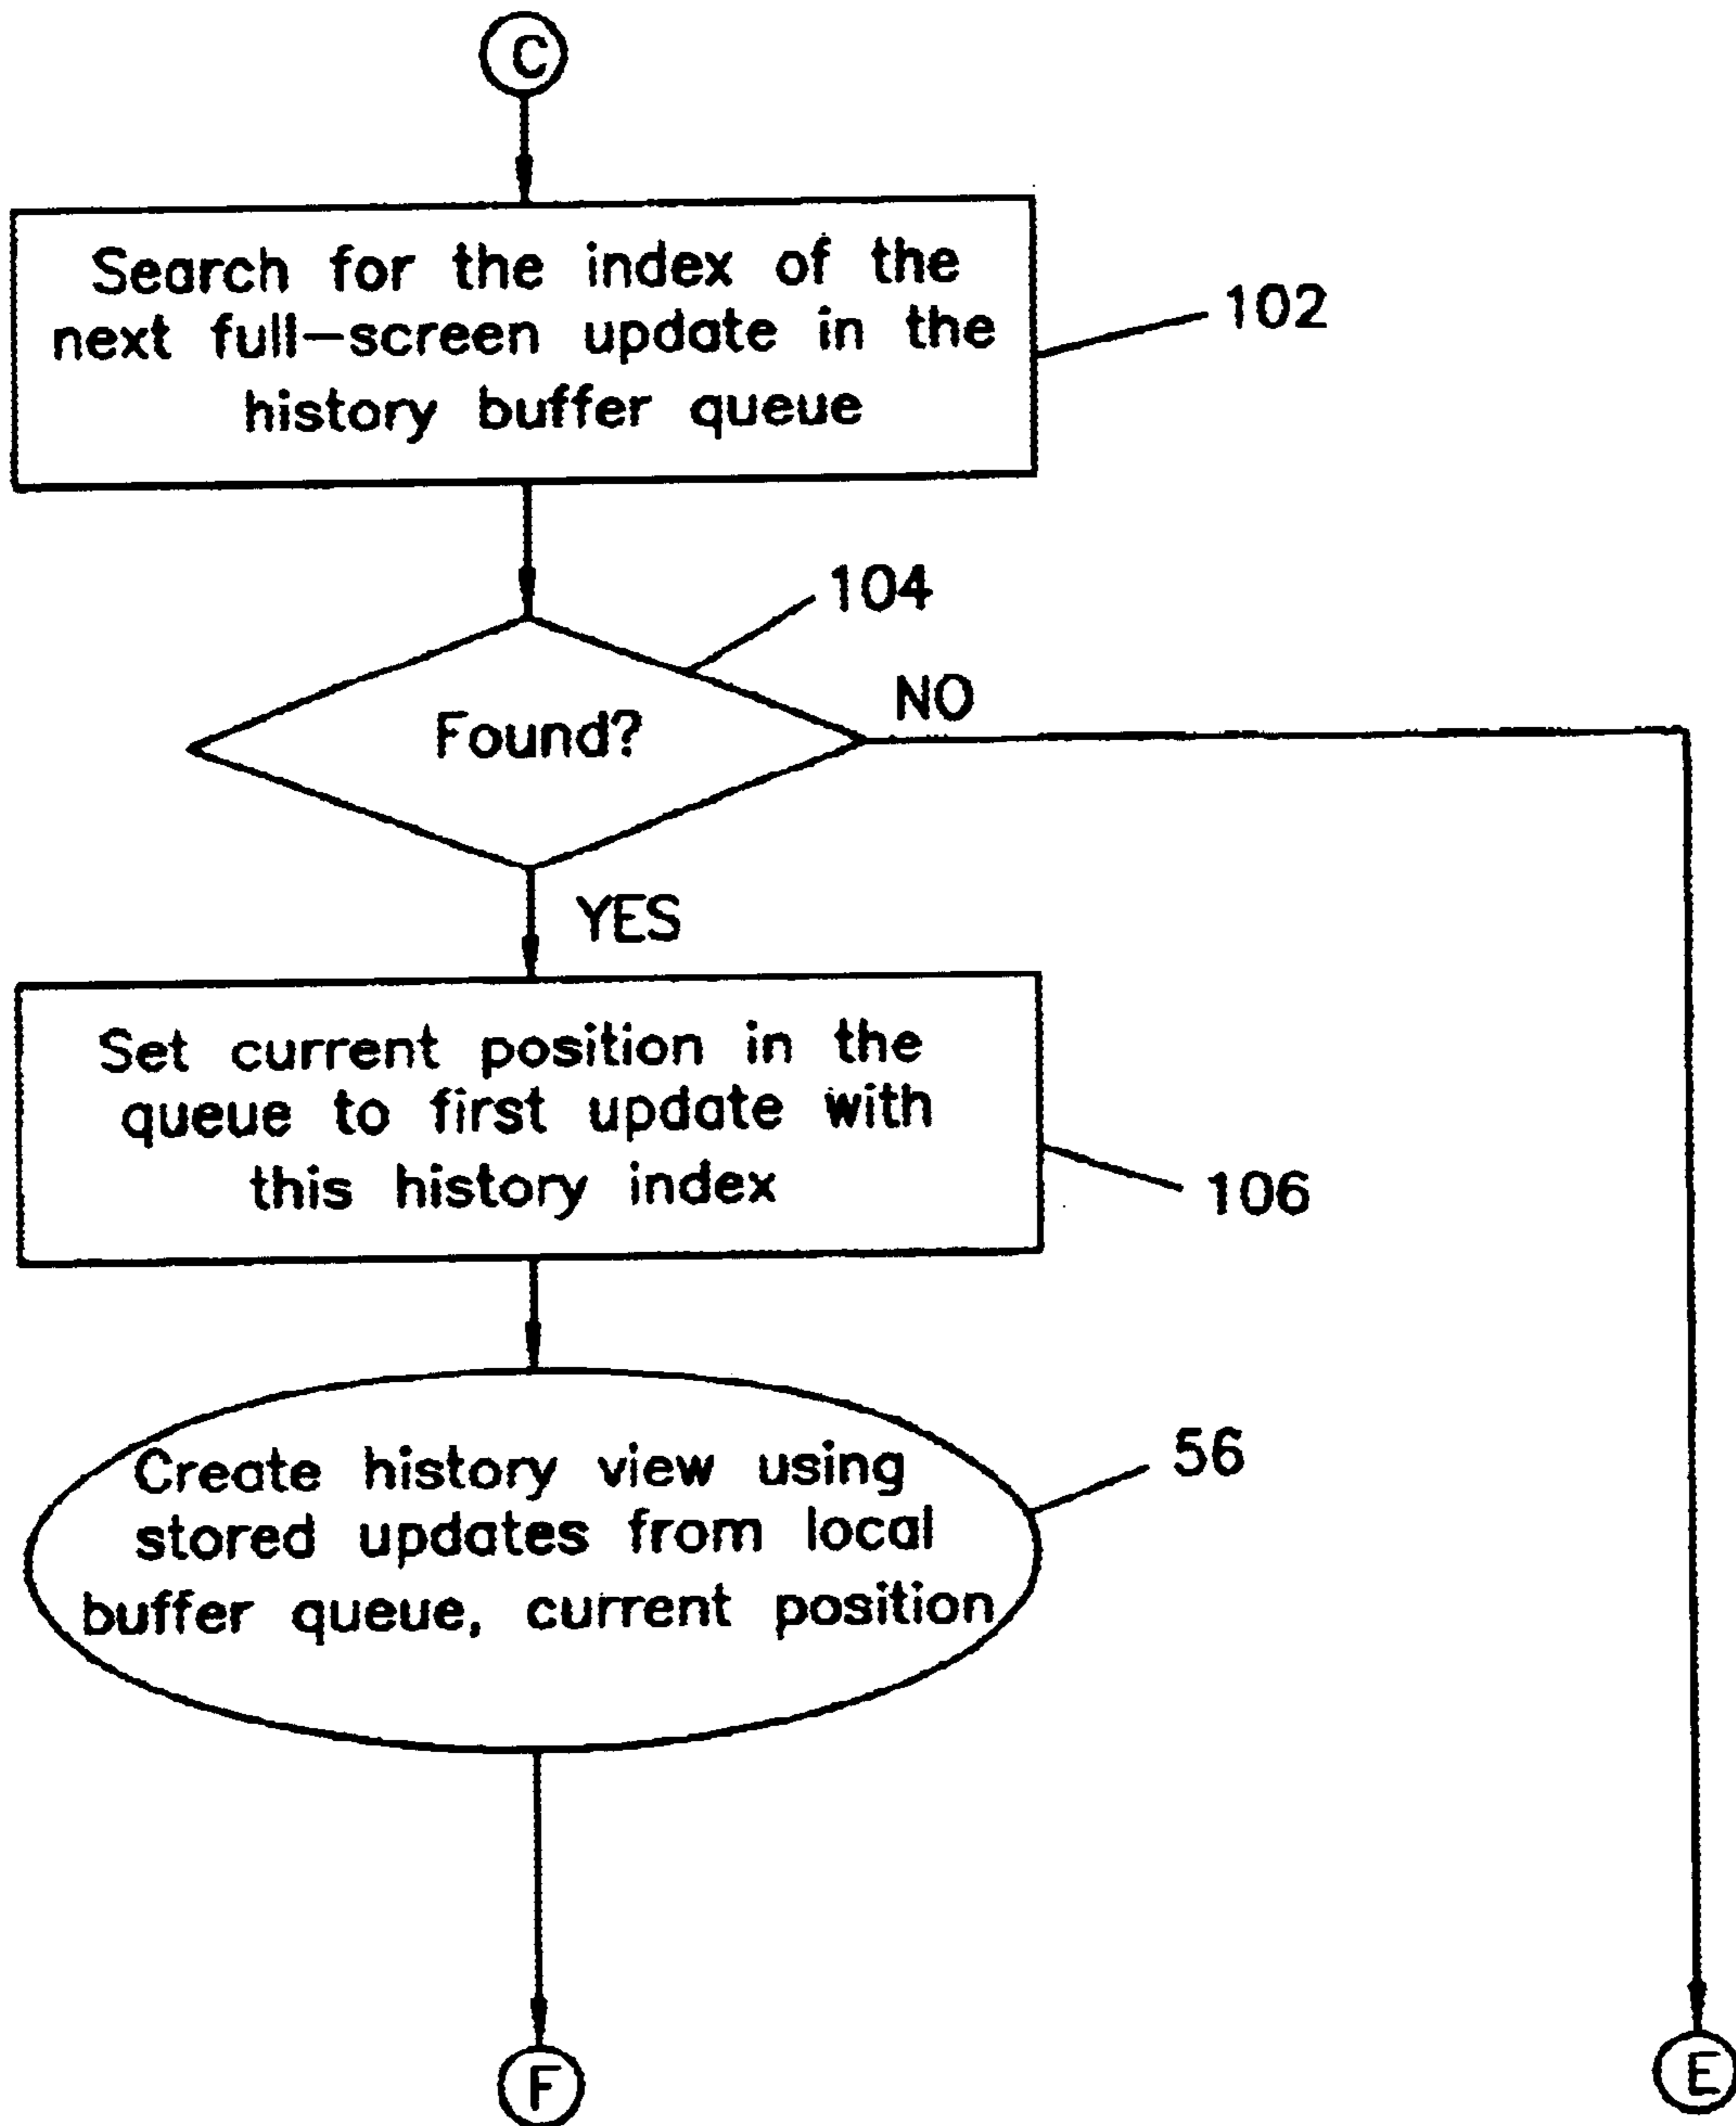 C
Search for the index of the
next full-screen update in the
history buffer queue
102
104
Found?
NO
YES
Set current position in the
queue to first update with
this history index
106
Create history view using
stored updates from local
buffer queue, current position
56
F
E